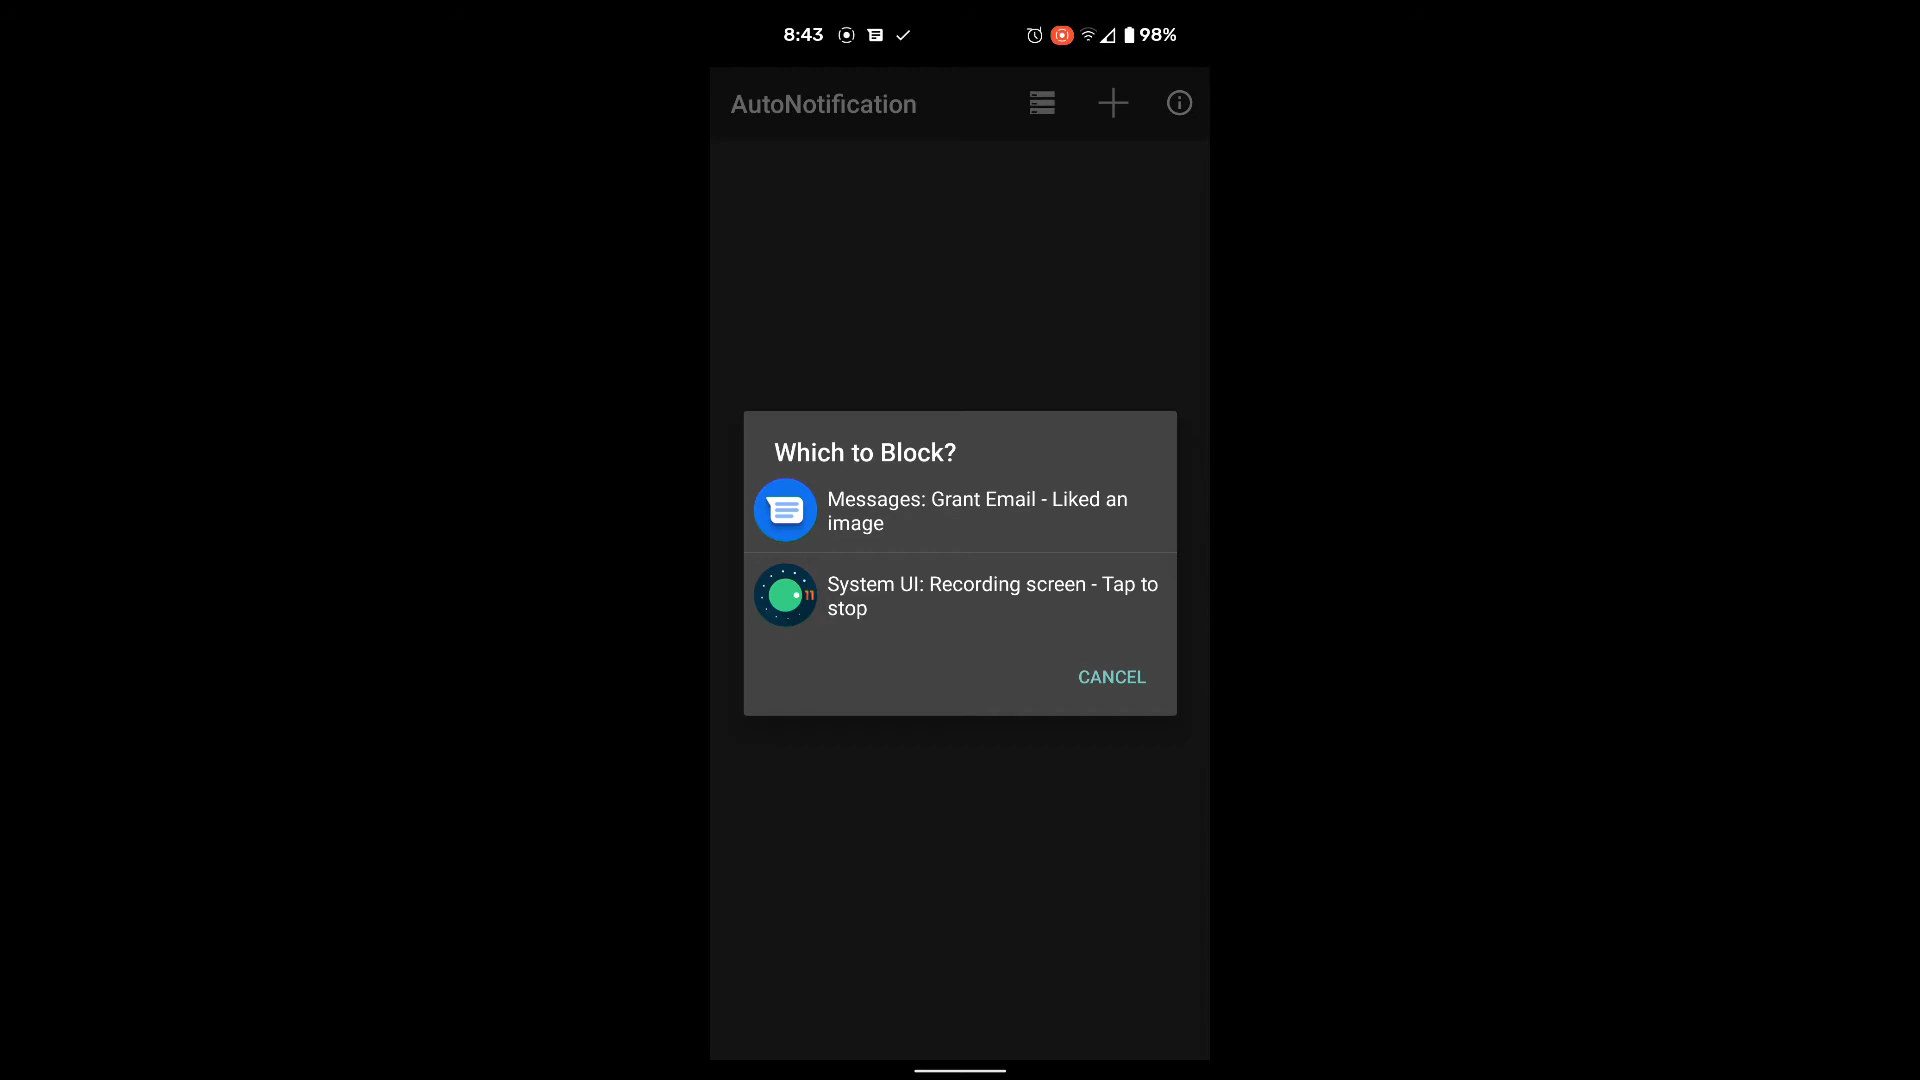 8:43 98%
AutoNotification
Which to Block?
Messages: Grant Email - Liked an
image
11
System UI: Recording screen - Tap to
stop
CANCEL